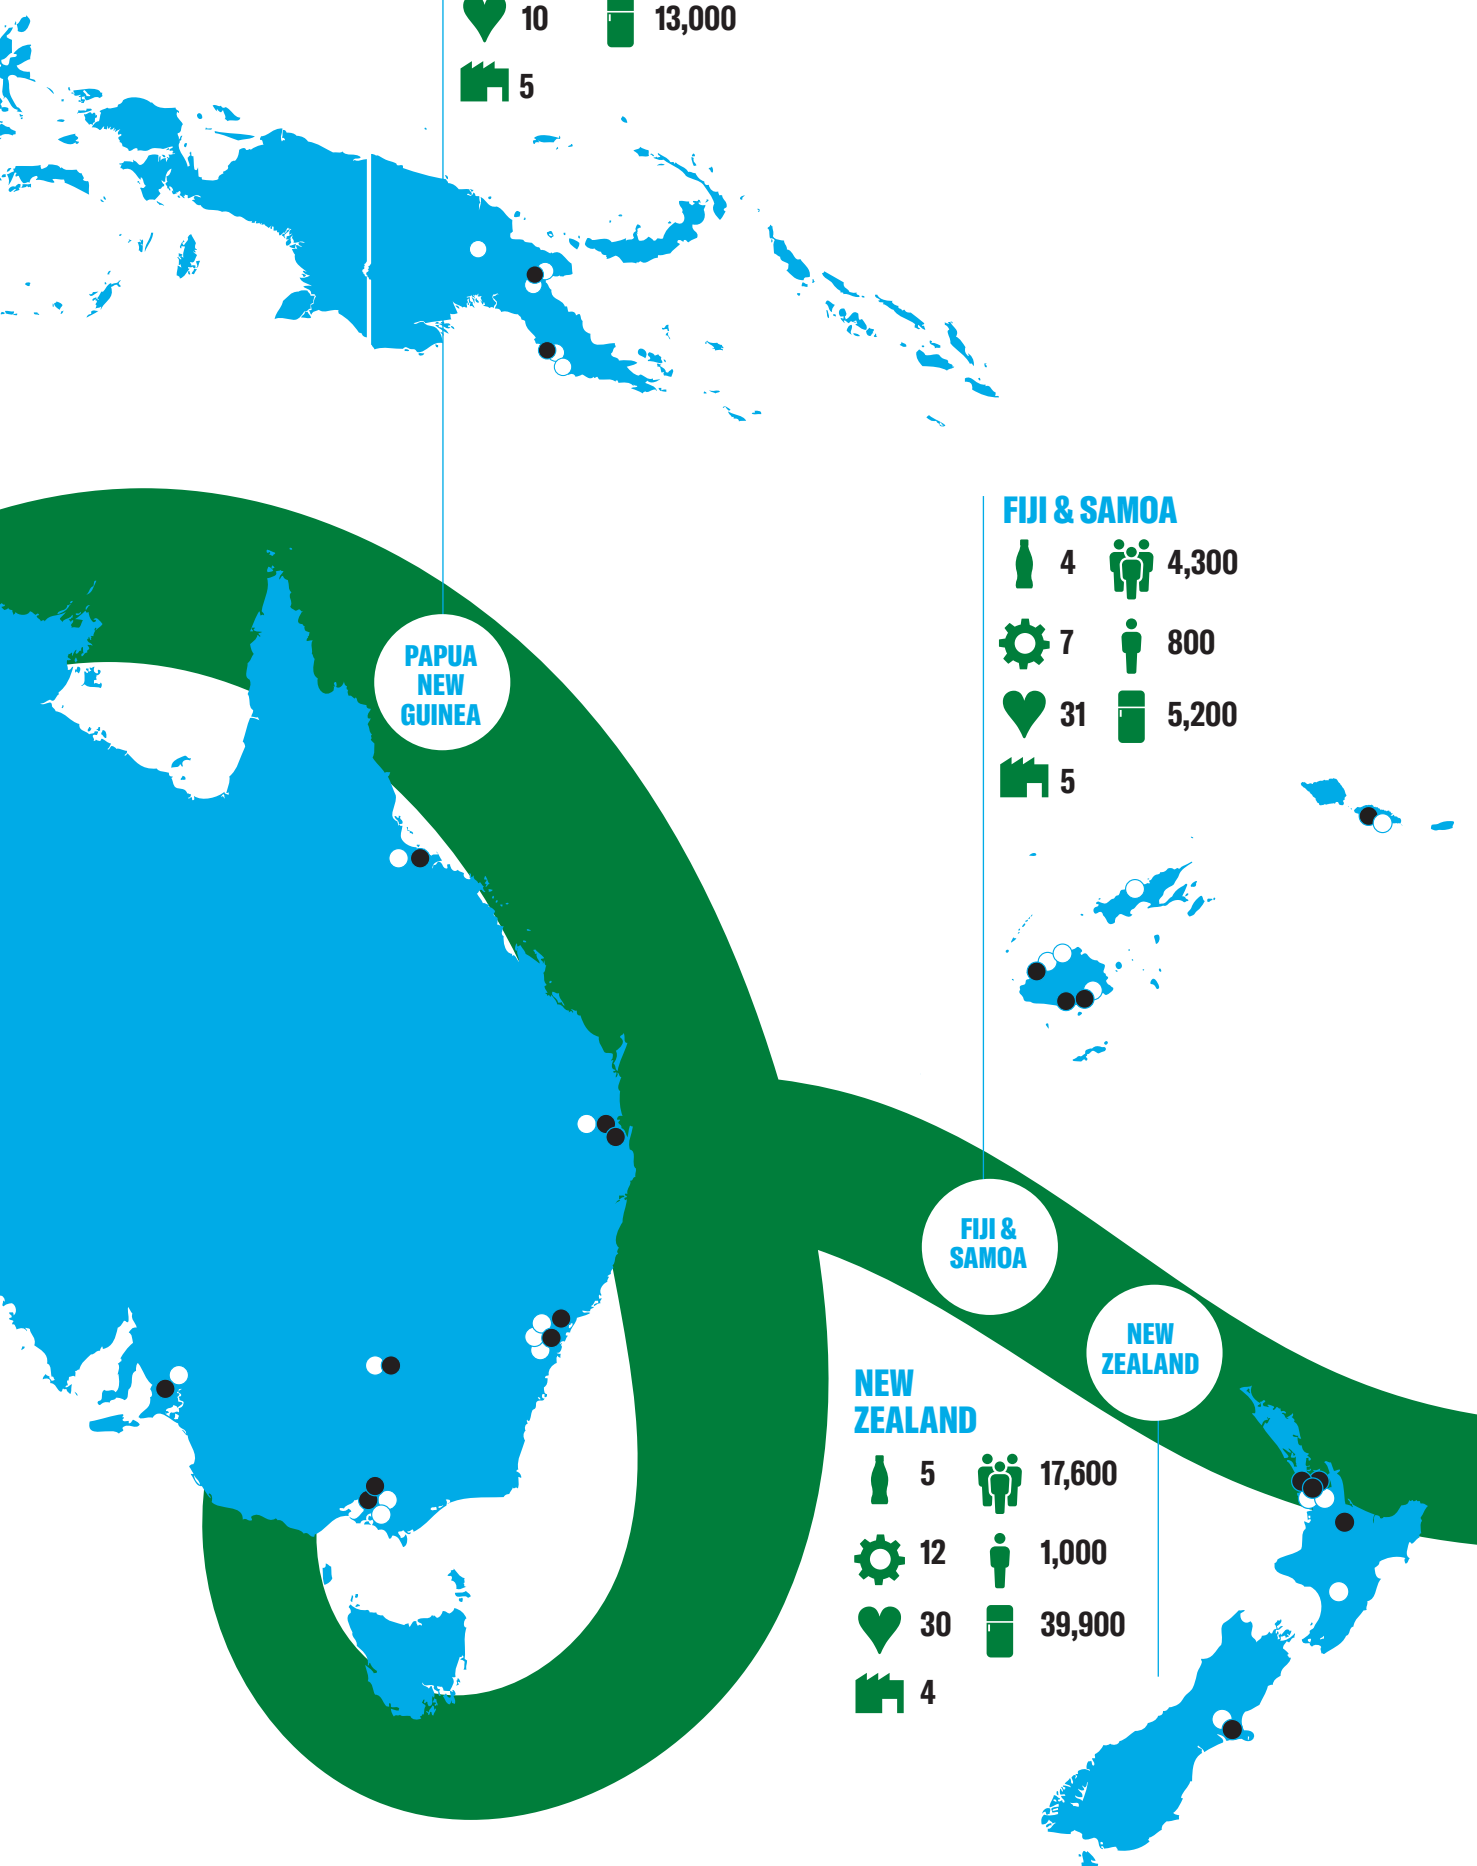 10 13,000
5
FIJI & SAMOA
4 4,300
7 800
31 5,200
5
PAPUA
NEW
GUINEA
FIJI &
SAMOA
NEW
ZEALAND
NEW
ZEALAND
5 17,600
12 1,000
30 39,900
4